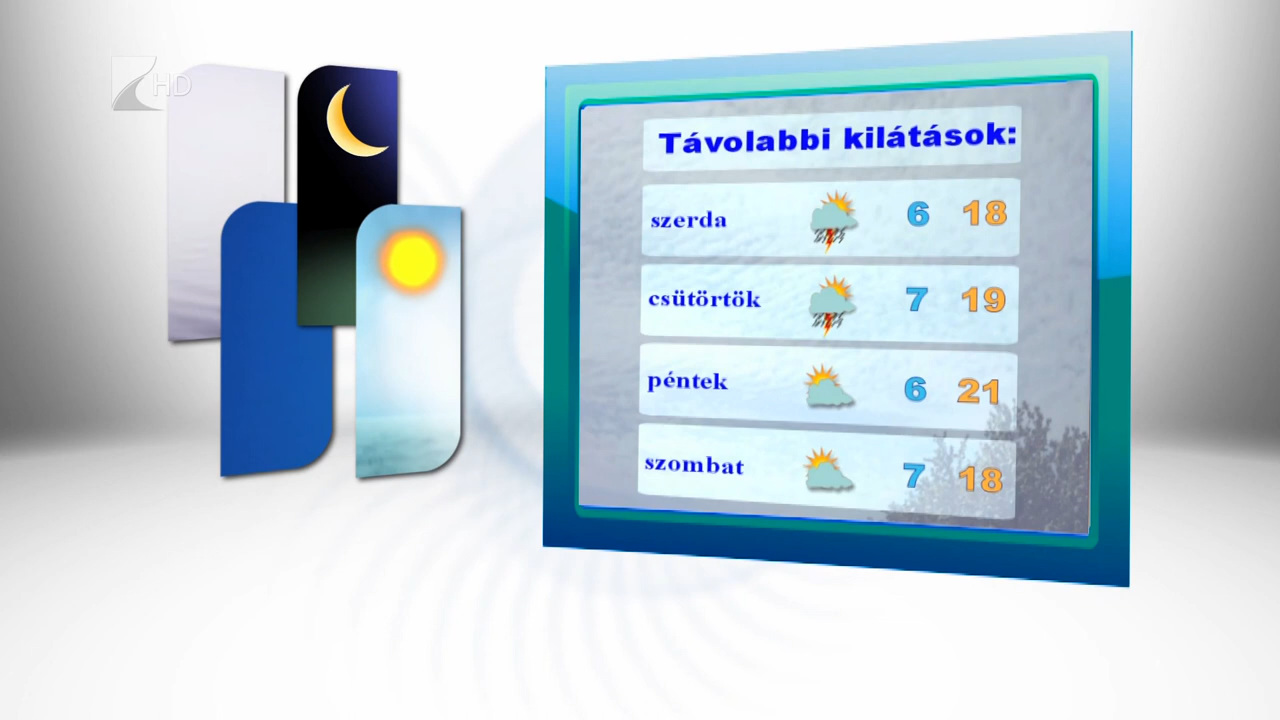 HD
Távolabbi kilátások:
szerda 6 18
csütörtök 7 19
péntek 6 21
szombat 7 18